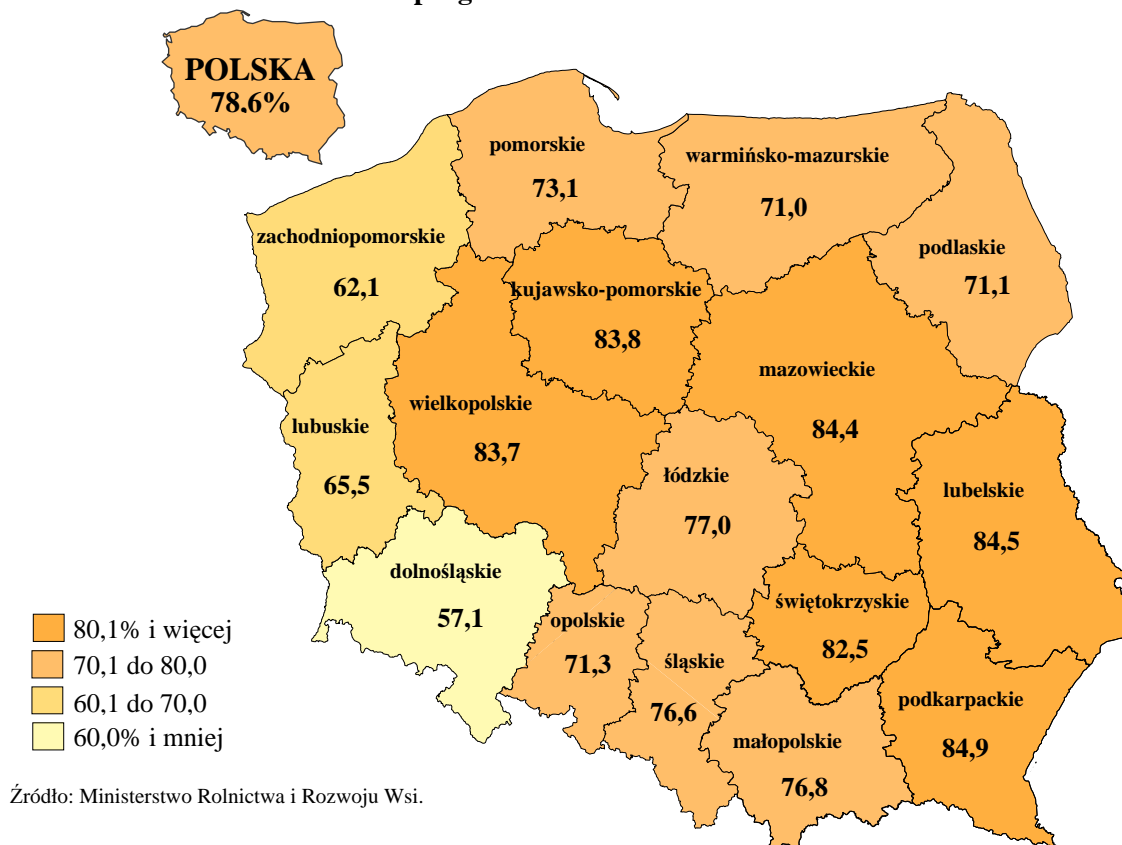 POLSKA
78,6%
pomorskie
73,1
warmińsko-mazurskie
71,0
podlaskie
71,1
zachodniopomorskie
62,1
kujawsko-pomorskie
83,8
mazowieckie
84,4
wielkopolskie
83,7
lubuskie
65,5
łódzkie
77,0
lubelskie
84,5
dolnośląskie
57,1
opolskie
71,3
śląskie
76,6
świętokrzyskie
82,5
podkarpackie
84,9
małopolskie
76,8
80,1% i więcej
70,1 do 80,0
60,1 do 70,0
60,0% i mniej
Źródło: Ministerstwo Rolnictwa i Rozwoju Wsi.